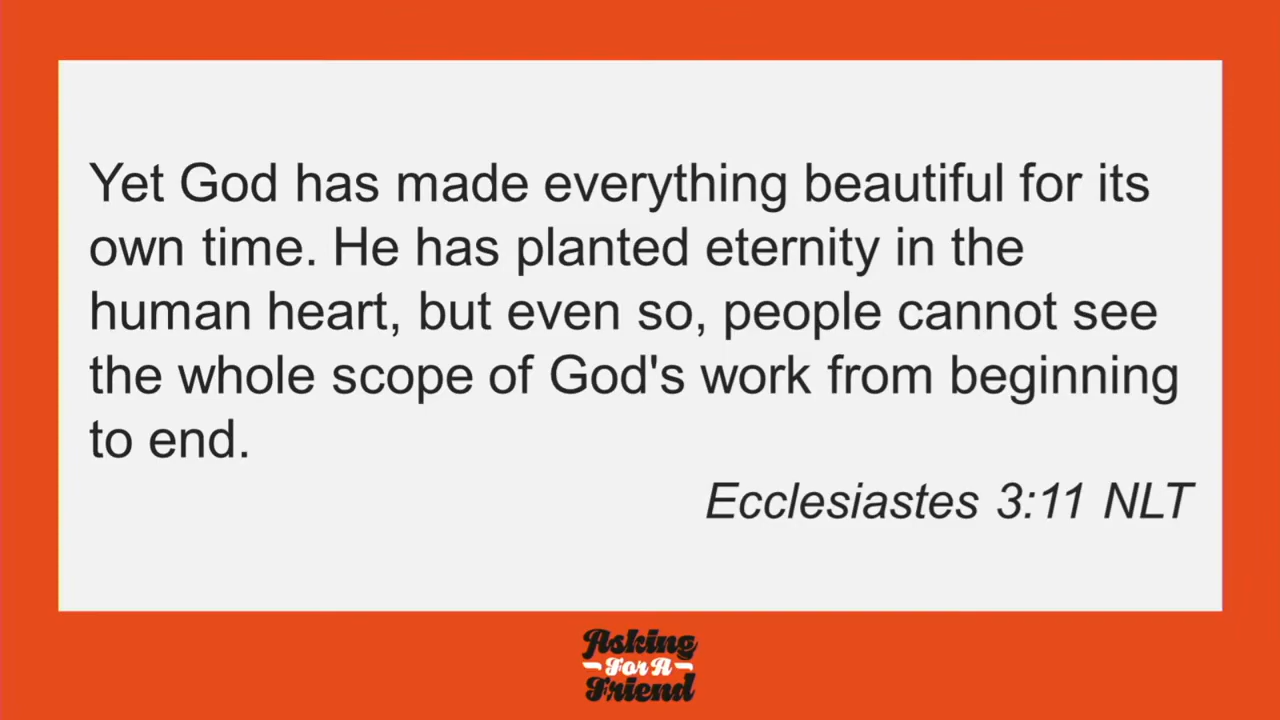 Yet God has made everything beautiful for its
own time. He has planted eternity in the
human heart, but even so, people cannot see
the whole scope of God's work from beginning
to end.
Ecclesiastes 3:11 NLT
Asking
For A
Friend